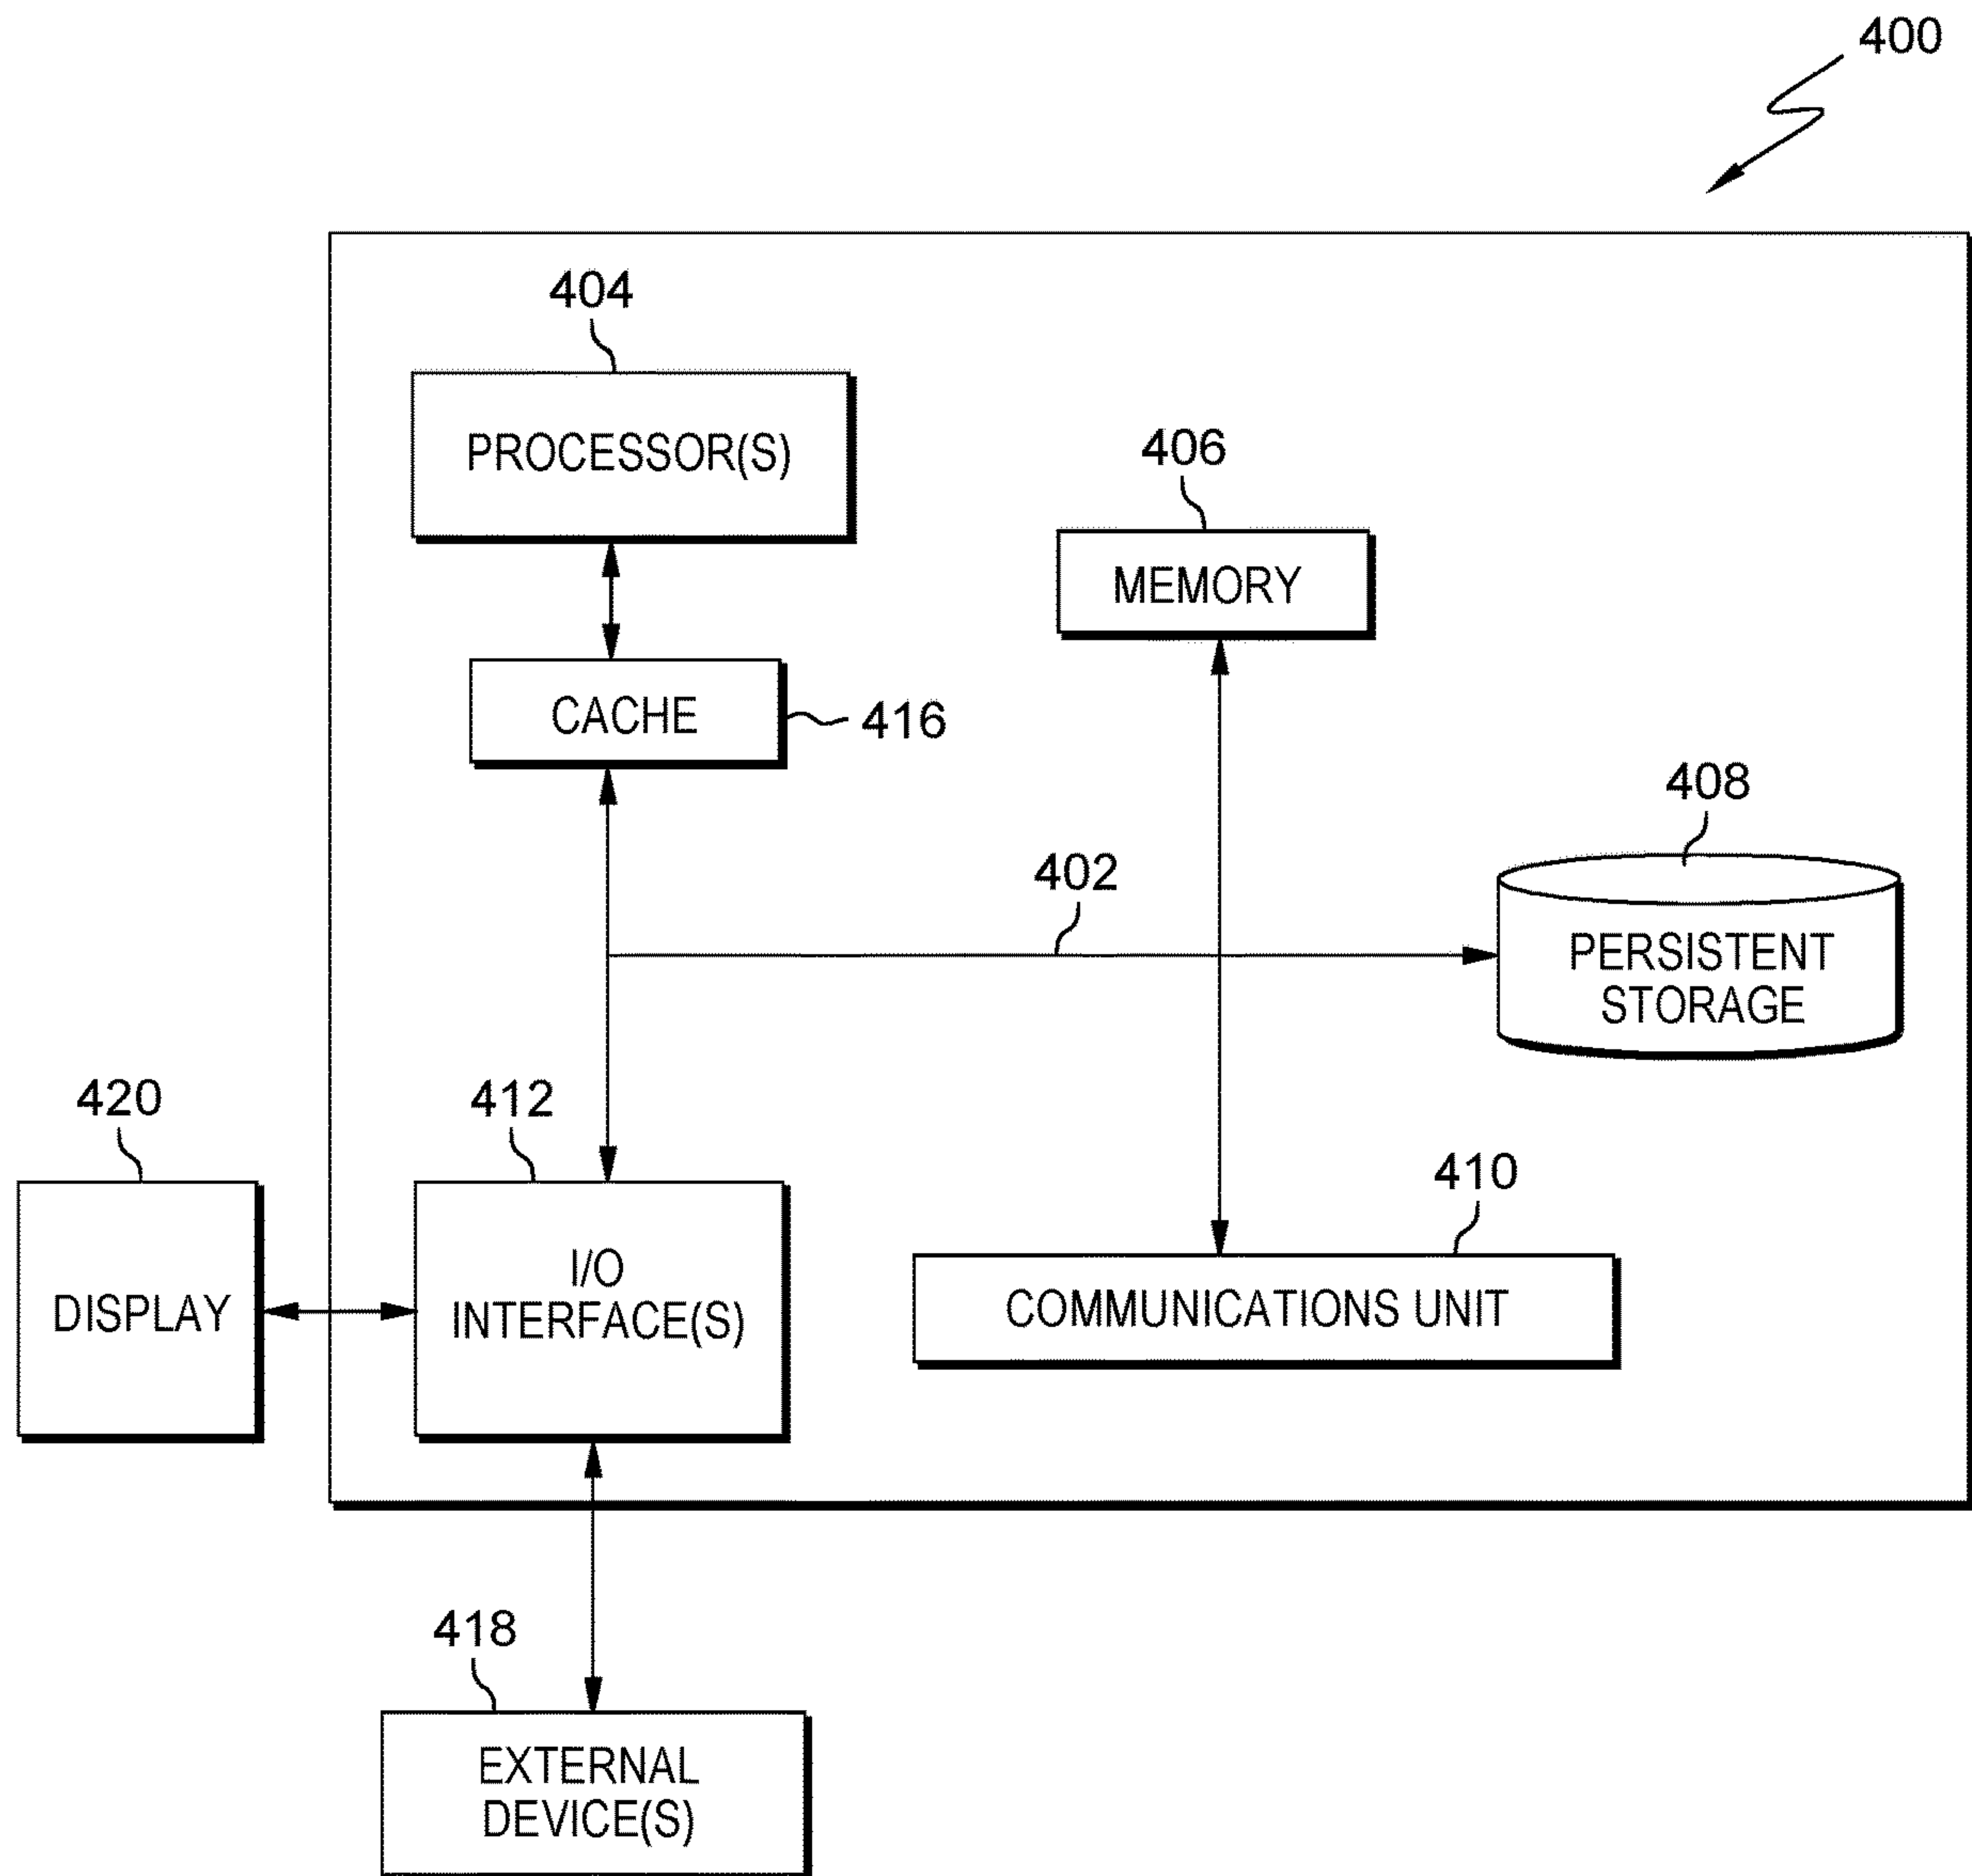 400
404
PROCESSOR(S)
406
MEMORY
CACHE
416
408
402
PERSISTENT
STORAGE
420
412
410
DISPLAY
I/O
INTERFACE(S)
COMMUNICATIONS UNIT
418
EXTERNAL
DEVICE(S)